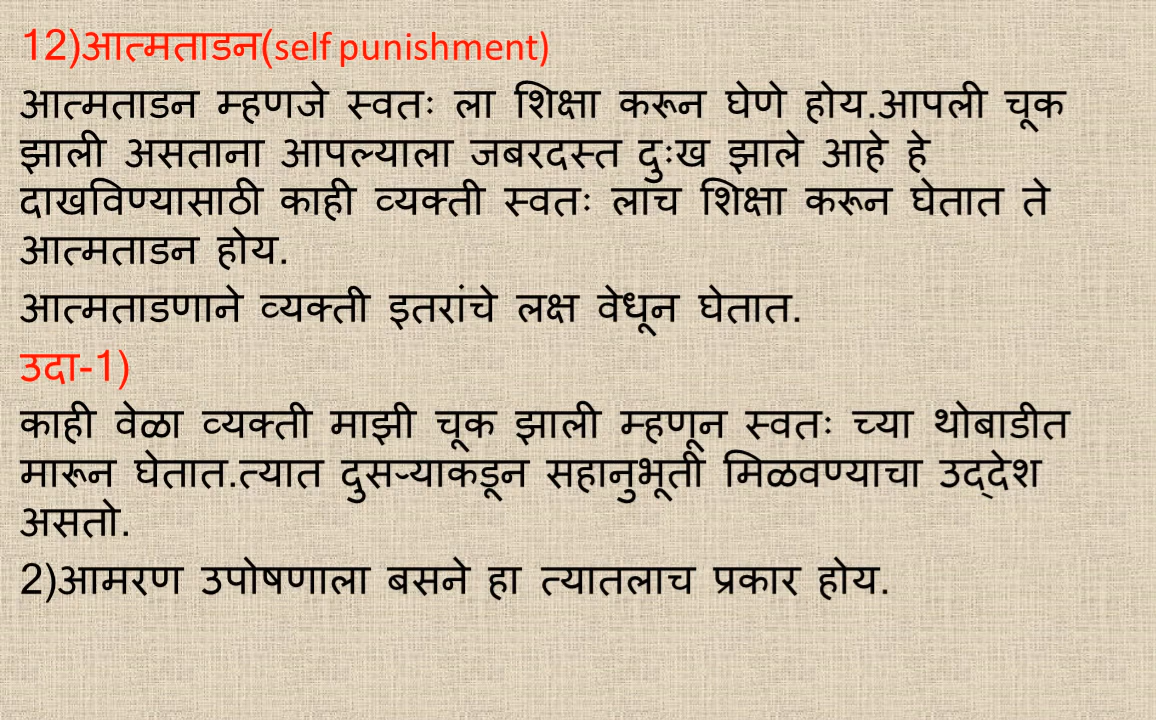 12)आत्मताडन(self punishment)
आत्मताडन म्हणजे स्वतः ला शिक्षा करून घेणे होय.आपली चूक
झाली असताना आपल्याला जबरदस्त दुःख झाले आहे हे
दाखविण्यासाठी काही व्यक्ती स्वतः लाच शिक्षा करून घेतात ते
आत्मताडन होय.
आत्मताडणाने व्यक्ती इतरांचे लक्ष वेधून घेतात.
उदा-1)
काही वेळा व्यक्ती माझी चूक झाली म्हणून स्वतः च्या थोबाडीत
मारून घेतात.त्यात दुसऱ्याकडून सहानुभूती मिळवण्याचा उद्देश
असतो.
2)आमरण उपोषणाला बसने हा त्यातलाच प्रकार होय.